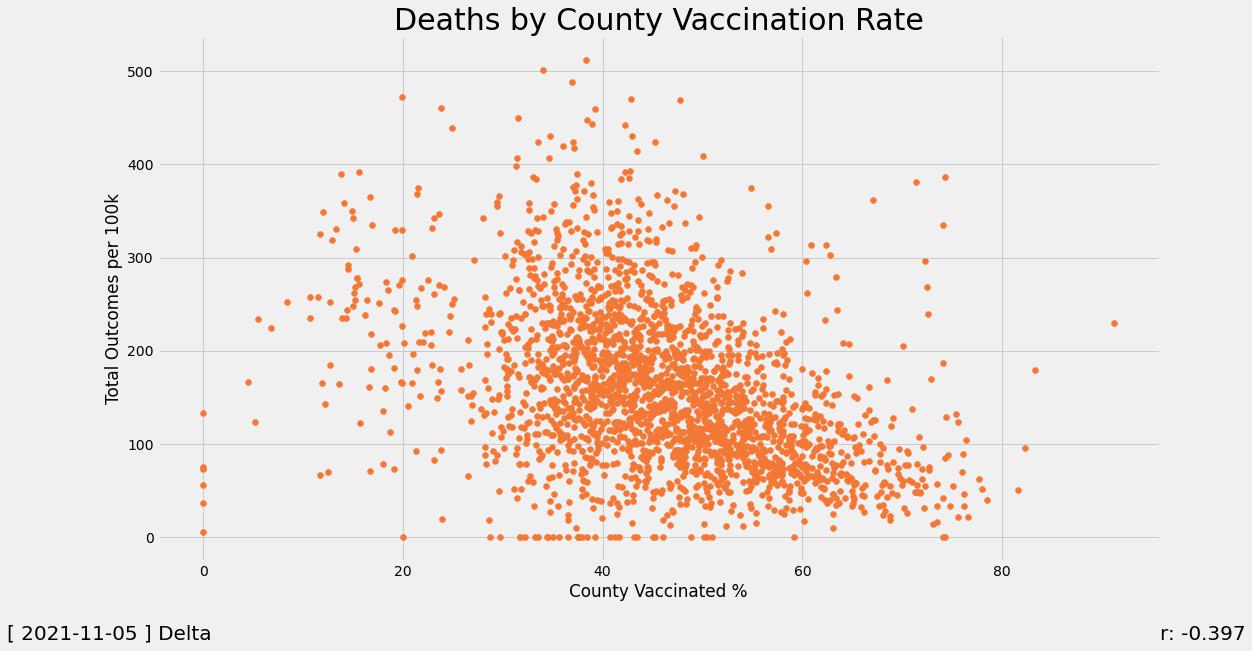 Deaths by County Vaccination Rate
500
400
300
200
100
0
Total Outcomes per 100k
0 20 40 60 80
County Vaccinated %
[ 2021-11-05 ] Delta
r: -0.397